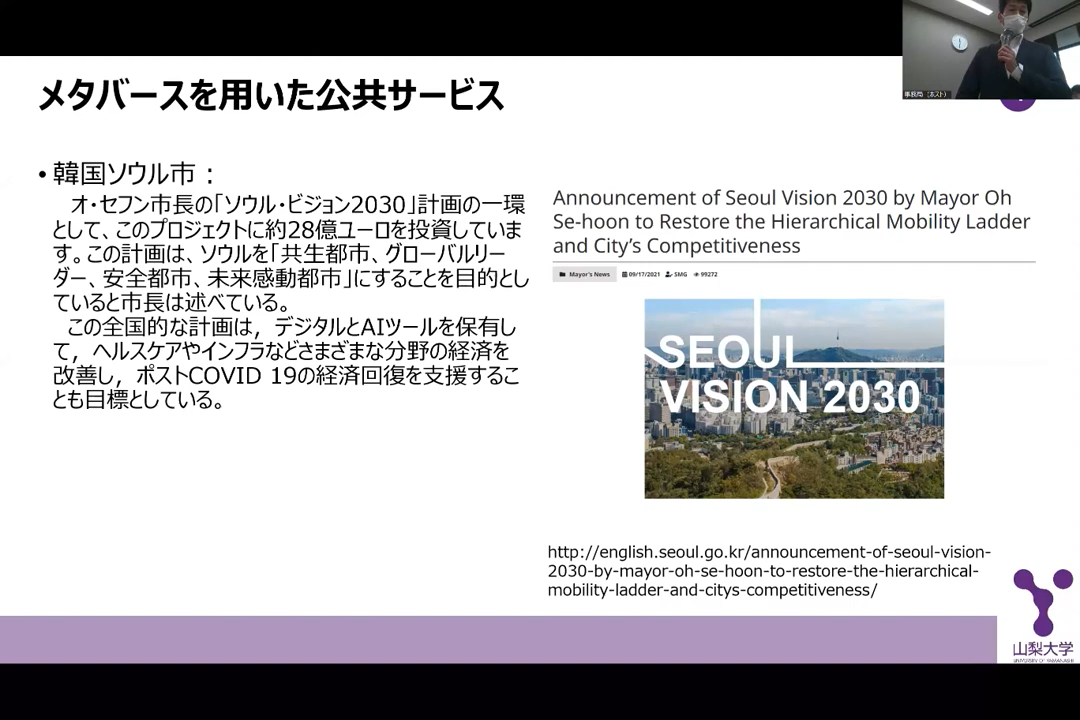 メタバースを用いた公共サービス
• 韓国ソウル市：
オ・セフン市長の「ソウル・ビジョン2030」計画の一環
として、このプロジェクトに約28億ユーロを投資していま
す。この計画は、ソウルを「共生都市、グローバルリー
ダー、安全都市、未来感動都市」にすることを目的とし
ていると市長は述べている。
この全国的な計画は，デジタルとAIツールを保有し
て，ヘルスケアやインフラなどさまざまな分野の経済を
改善し，ポストCOVID 19の経済回復を支援するこ
とも目標としている。
Announcement of Seoul Vision 2030 by Mayor Oh
Se-hoon to Restore the Hierarchical Mobility Ladder
and City's Competitiveness
Mayor's News 09/17/2021 SMG 99272
SEOUL
VISION 2030
http://english.seoul.go.kr/announcement-of-seoul-vision-
2030-by-mayor-oh-se-hoon-to-restore-the-hierarchical-
mobility-ladder-and-citys-competitiveness/
事務局（ホスト）
山梨大学
UNIVERSITY OF YAMANASHI